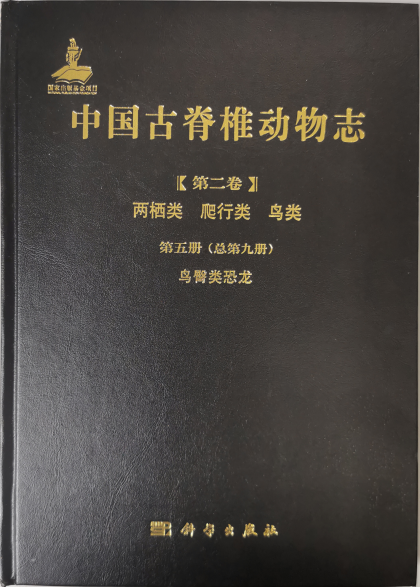 国家出版基金项目
NATIONAL PUBLICATION FOUNDATION
中国古脊椎动物志
【第二卷】
两栖类 爬行类 鸟类
第五册（总第九册）
鸟臀类恐龙
科学出版社